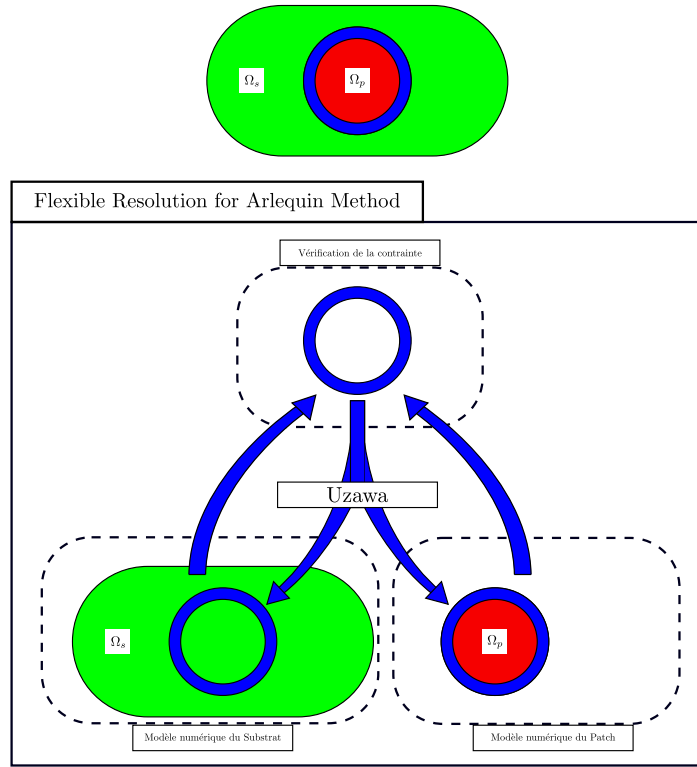 Ωₛ
Ωₚ
Flexible Resolution for Arlequin Method
Vérification de la contrainte
Uzawa
Ωₛ
Ωₚ
Modèle numérique du Substrat
Modèle numérique du Patch